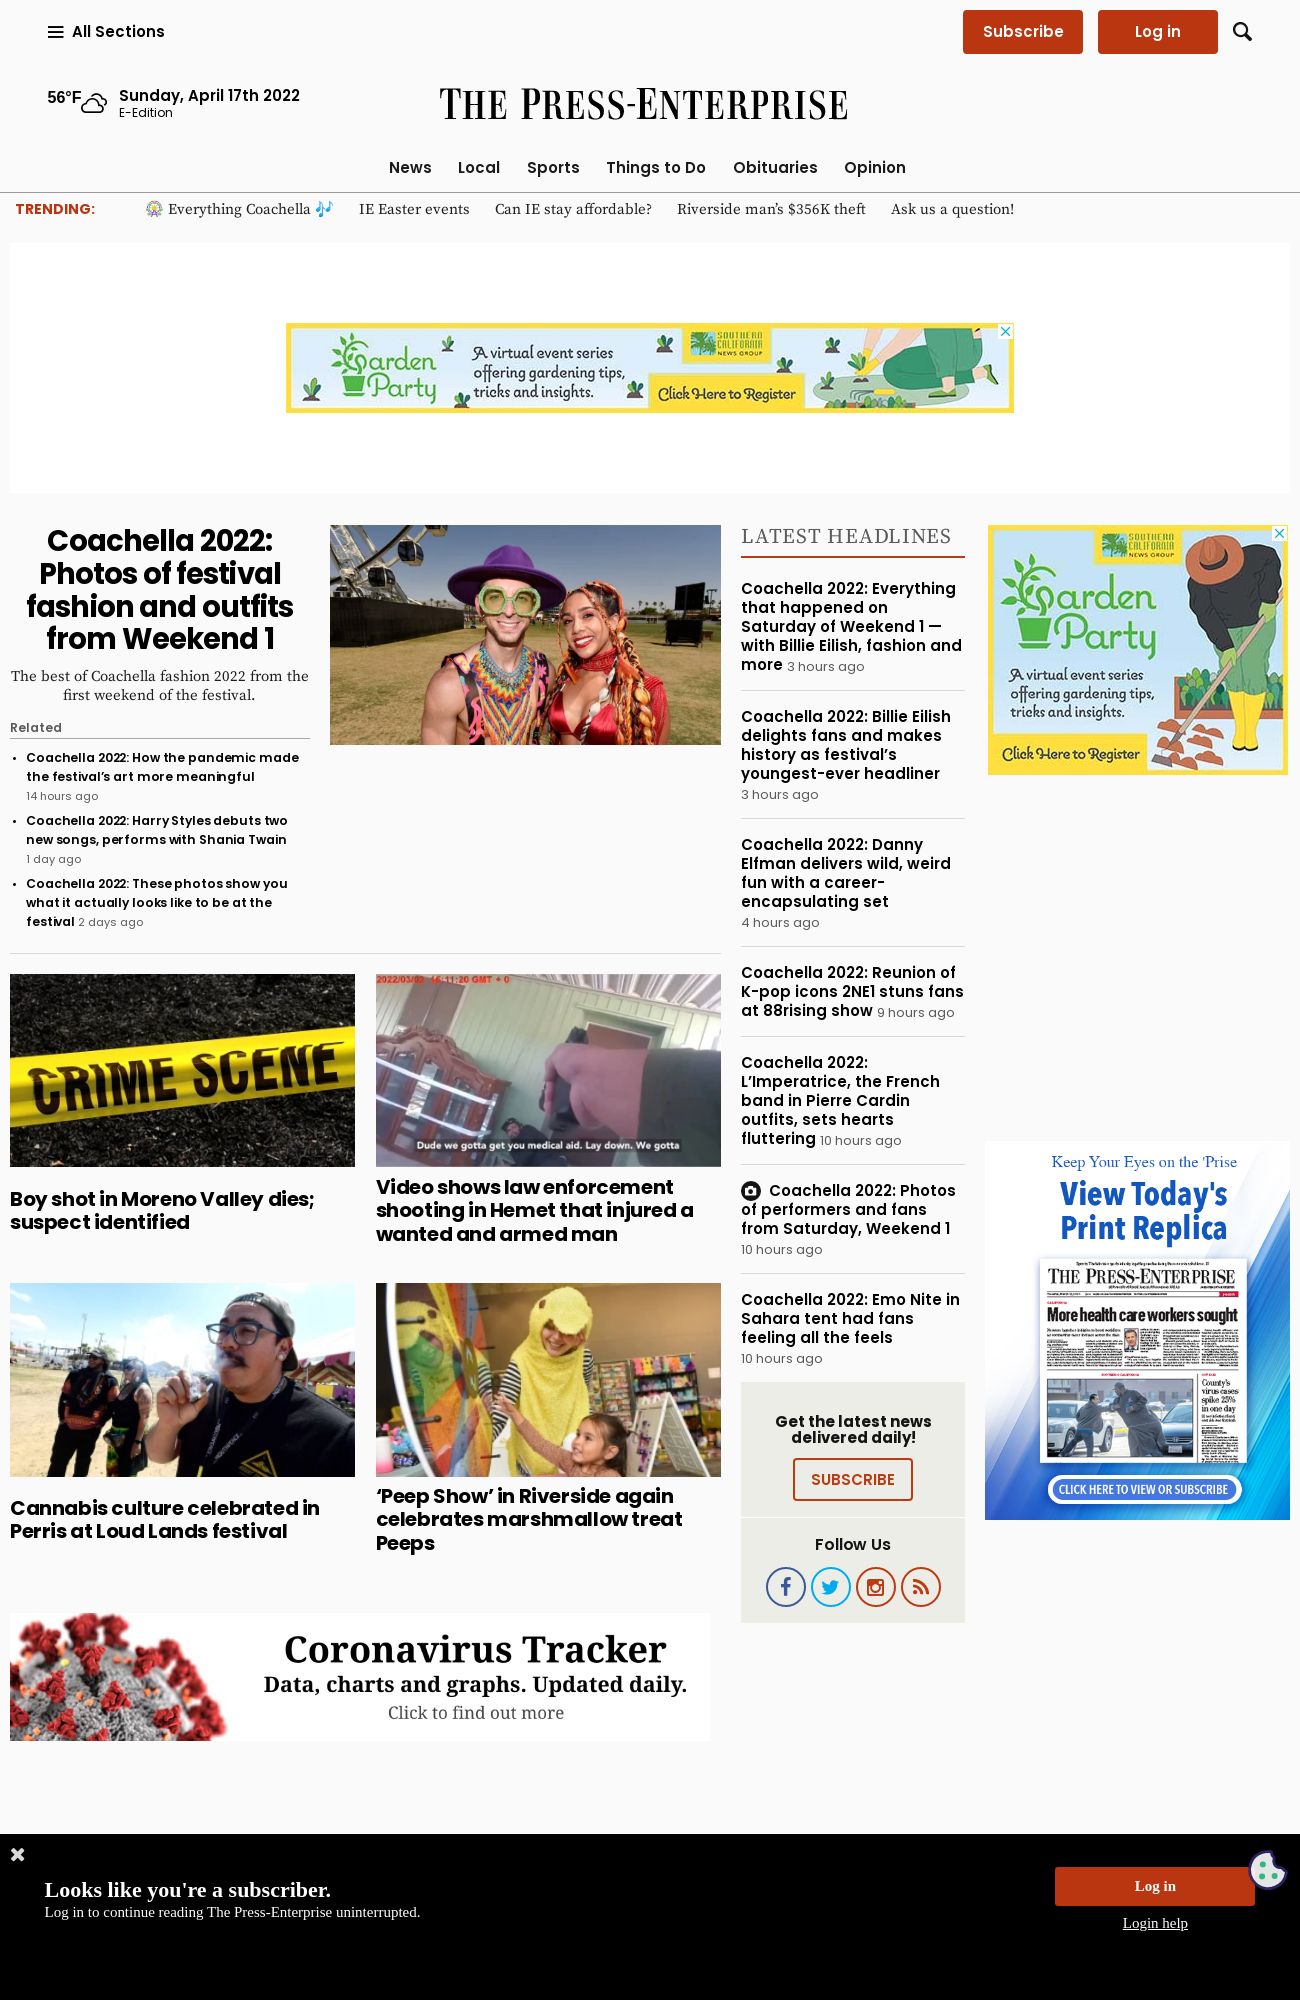 All Sections
Subscribe
Log in
56°F
Sunday, April 17th 2022
E-Edition
THE PRESS-ENTERPRISE
News Local Sports Things to Do Obituaries Opinion
TRENDING: Everything Coachella IE Easter events Can IE stay affordable? Riverside man’s $356K theft Ask us a question!
Garden
Party
A virtual event series
offering gardening tips,
tricks and insights.
SOUTHERN
CALIFORNIA
NEWS GROUP
Click Here to Register
Coachella 2022:
Photos of festival
fashion and outfits
from Weekend 1
The best of Coachella fashion 2022 from the
first weekend of the festival.
Related
• Coachella 2022: How the pandemic made
the festival’s art more meaningful
14 hours ago
• Coachella 2022: Harry Styles debuts two
new songs, performs with Shania Twain
1 day ago
• Coachella 2022: These photos show you
what it actually looks like to be at the
festival 2 days ago
CRIME SCENE
Boy shot in Moreno Valley dies;
suspect identified
2022/03/02 16:11:20 GMT + 0
Dude we gotta get you medical aid. Lay down. We gotta
Video shows law enforcement
shooting in Hemet that injured a
wanted and armed man
Cannabis culture celebrated in
Perris at Loud Lands festival
‘Peep Show’ in Riverside again
celebrates marshmallow treat
Peeps
Coronavirus Tracker
Data, charts and graphs. Updated daily.
Click to find out more
LATEST HEADLINES
Coachella 2022: Everything
that happened on
Saturday of Weekend 1 —
with Billie Eilish, fashion and
more 3 hours ago
Coachella 2022: Billie Eilish
delights fans and makes
history as festival’s
youngest-ever headliner
3 hours ago
Coachella 2022: Danny
Elfman delivers wild, weird
fun with a career-
encapsulating set
4 hours ago
Coachella 2022: Reunion of
K-pop icons 2NE1 stuns fans
at 88rising show 9 hours ago
Coachella 2022:
L’Imperatrice, the French
band in Pierre Cardin
outfits, sets hearts
fluttering 10 hours ago
Coachella 2022: Photos
of performers and fans
from Saturday, Weekend 1
10 hours ago
Coachella 2022: Emo Nite in
Sahara tent had fans
feeling all the feels
10 hours ago
Get the latest news
delivered daily!
SUBSCRIBE
Follow Us
SOUTHERN
CALIFORNIA
NEWS GROUP
Garden
Party
A virtual event series
offering gardening tips,
tricks and insights.
Click Here to Register
Keep Your Eyes on the 'Prise
View Today's
Print Replica
THE PRESS-ENTERPRISE
More health care workers sought
County's
virus cases
spike 25%
in one day
CLICK HERE TO VIEW OR SUBSCRIBE
Looks like you're a subscriber.
Log in to continue reading The Press-Enterprise uninterrupted.
Log in
Login help